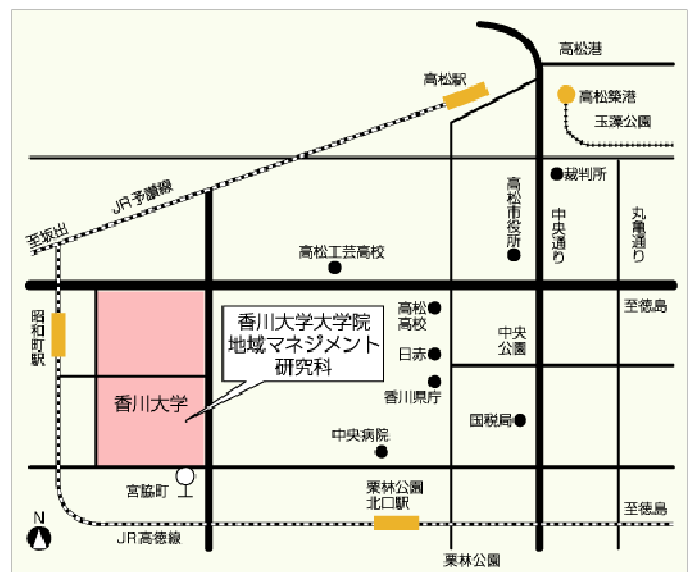 高松港
高松駅
高松築港
玉藻公園
裁判所
JR予讃線
高松市役所
中央通り
丸亀通り
至坂出
高松工芸高校
至徳島
昭和町駅
香川大学大学院
地域マネジメント
研究科
高松
高校
中央
公園
日赤
香川県庁
香川大学
国税局
中央病院
宮脇町
栗林公園
北口駅
至徳島
N
JR高徳線
栗林公園